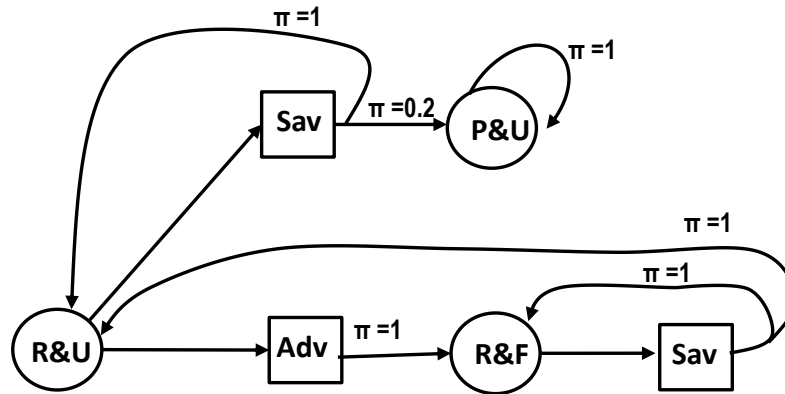 π =1
π =1
Sav
π =0.2
P&U
π =1
π =1
R&U
Adv
π =1
R&F
Sav